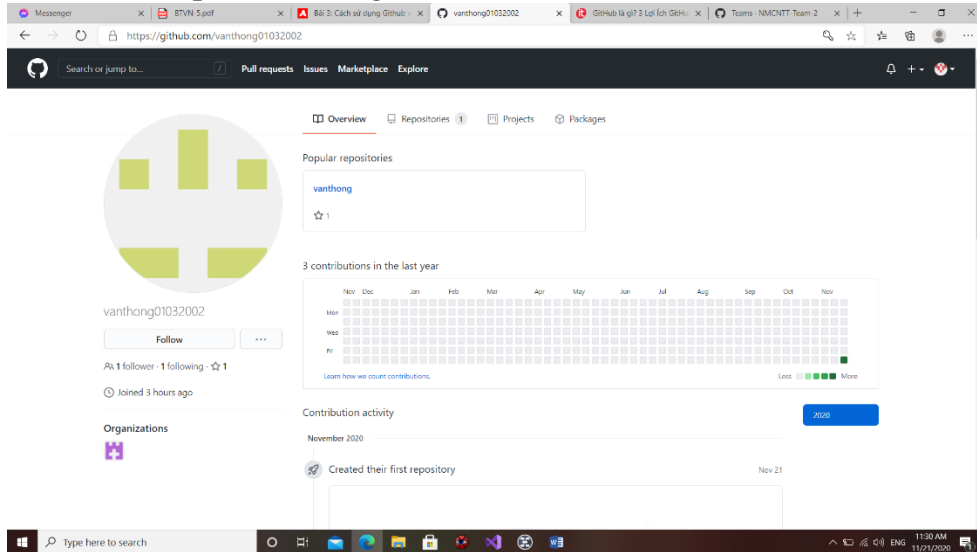 Messenger
BTVN-5.pdf
Bài 3: Cách sử dụng Github
vanthong01032002
GitHub là gì? 3 Lợi Ích GitHu
Teams · NMCNTT-Team-2
https://github.com/vanthong01032002
Search or jump to...
/
Pull requests Issues Marketplace Explore
Overview
Repositories 1
Projects
Packages
Popular repositories
vanthong
1
3 contributions in the last year
Nov Dec Jan Feb Mar Apr May Jun Jul Aug Sep Oct Nov
Mon
Wed
Fri
Learn how we count contributions.
Less More
vanthong01032002
Follow
...
1 follower · 1 following · 1
Joined 3 hours ago
Organizations
Contribution activity
2020
November 2020
Created their first repository
Nov 21
Type here to search
ENG
11:30 AM
11/21/2020